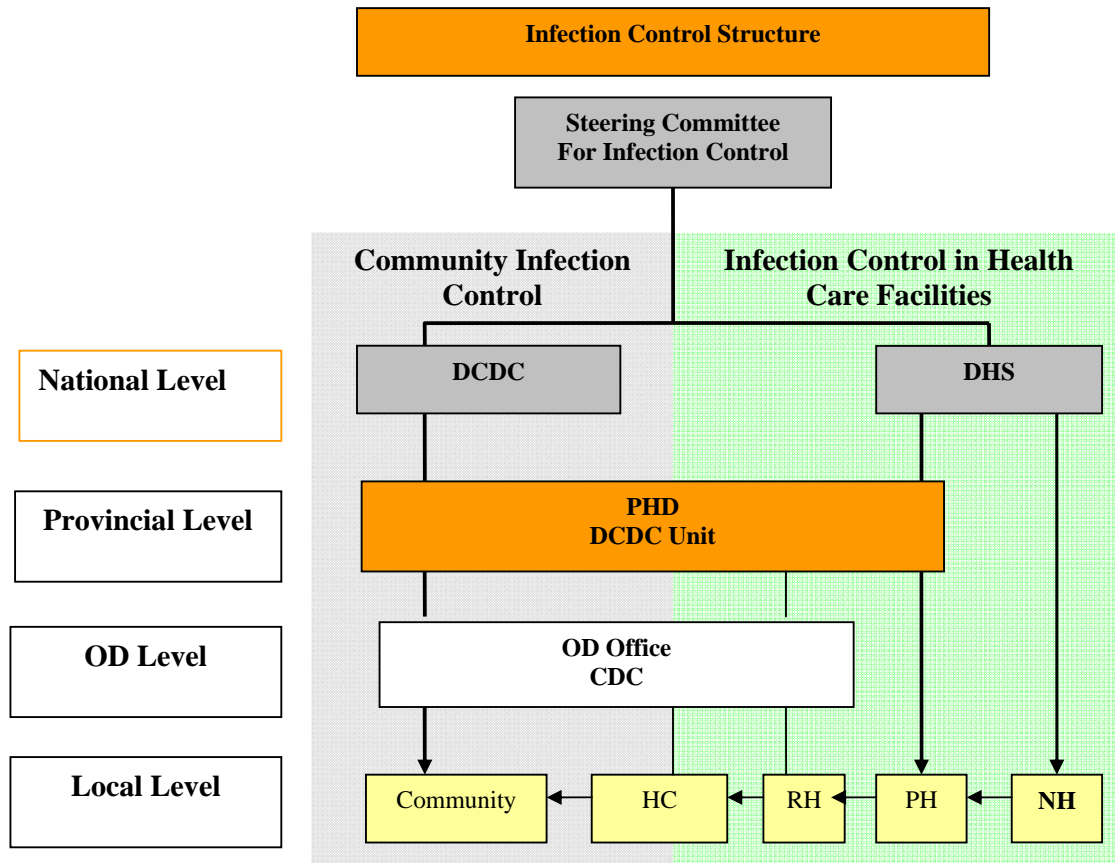 Infection Control Structure
Steering Committee
For Infection Control
Community Infection
Control
Infection Control in Health
Care Facilities
National Level
DCDC
DHS
Provincial Level
PHD
DCDC Unit
OD Level
OD Office
CDC
Local Level
Community
HC
RH
PH
NH